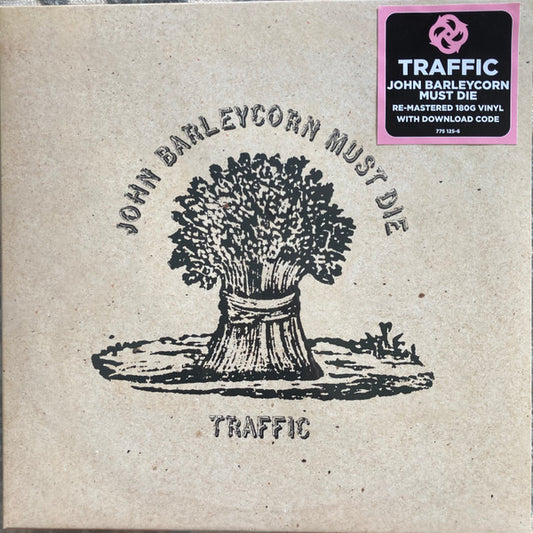 TRAFFIC
JOHN BARLEYCORN
MUST DIE
RE-MASTERED 180G VINYL
WITH DOWNLOAD CODE
775 125-6
JOHN BARLEYCORN MUST DIE
TRAFFIC